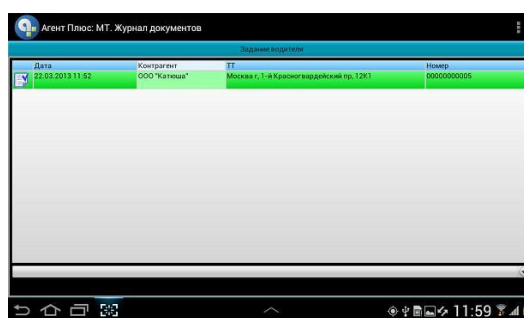 Агент Плюс: МТ. Журнал документов
Задание водителя
Дата Контрагент ТТ Номер
22.03.2013 11:52 ООО "Катюша" Москва г, 1-й Красногвардейский пр, 12К1 00000000005
11:59